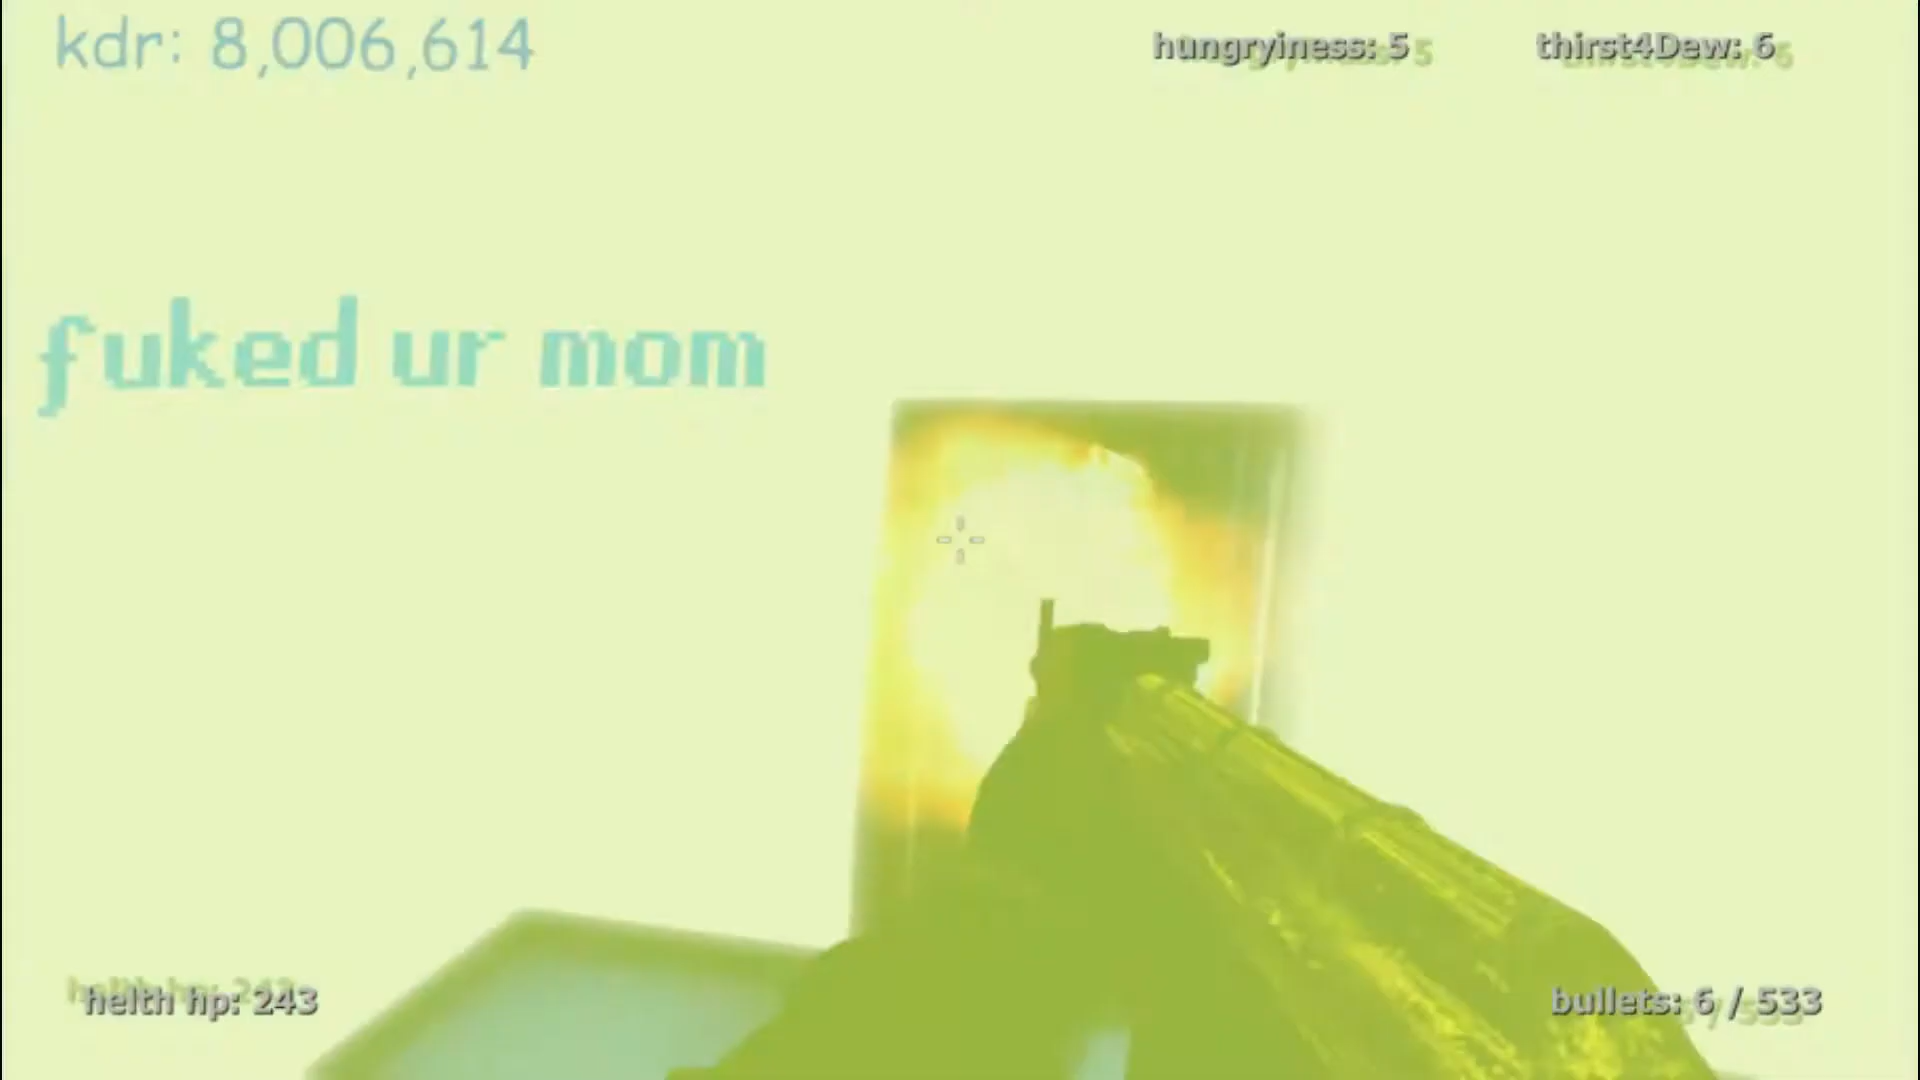 kdr: 8,006,614
hungryiness: 5
thirst4Dew: 6
fuked ur mom
helth hp: 243
bullets: 6 / 533